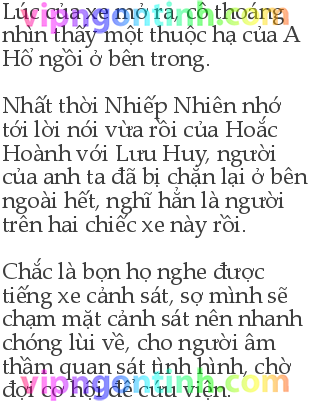 Lúc cửa xe mở ra, cô thoáng
nhìn thấy một thuộc hạ của A
Hổ ngồi ở bên trong.
Nhất thời Nhiếp Nhiên nhớ
tới lời nói vừa rồi của Hoắc
Hoành với Lưu Huy, người
của anh ta đã bị chặn lại ở bên
ngoài hết, nghĩ hẳn là người
trên hai chiếc xe này rồi.
Chắc là bọn họ nghe được
tiếng xe cảnh sát, sợ mình sẽ
chạm mặt cảnh sát nên nhanh
chóng lùi về, cho người âm
thầm quan sát tình hình, chờ
đợi cơ hội để cứu viện.
vipngontinh.com
vipngontinh.com